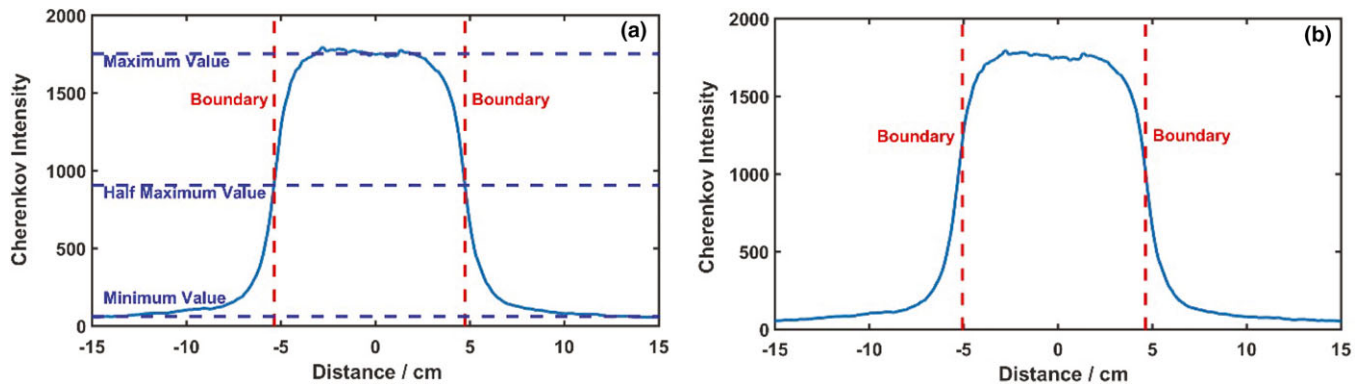 (a)
2000
1500
1000
500
0
Cherenkov Intensity
Maximum Value
Boundary
Boundary
Half Maximum Value
Minimum Value
-15
-10
-5
0
5
10
15
Distance / cm
(b)
2000
1500
1000
500
0
Cherenkov Intensity
Boundary
Boundary
-15
-10
-5
0
5
10
15
Distance / cm